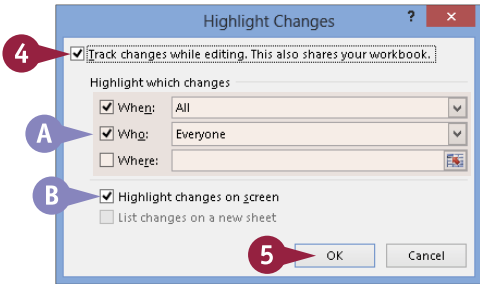 Highlight Changes ? ×
4 Track changes while editing. This also shares your workbook.
Highlight which changes
When: All
A Who: Everyone
Where:
B Highlight changes on screen
List changes on a new sheet
5 OK Cancel